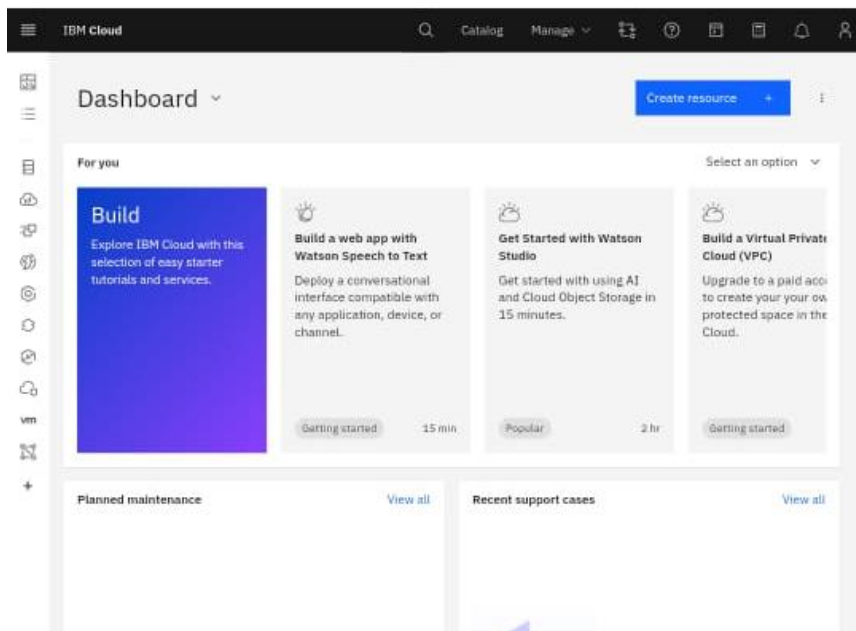 IBM Cloud
Catalog
Manage
Dashboard
Create resource +
For you
Select an option
Build
Explore IBM Cloud with this
selection of easy starter
tutorials and services.
Build a web app with
Watson Speech to Text
Deploy a conversational
interface compatible with
any application, device, or
channel.
Getting started
15 min
Get Started with Watson
Studio
Get started with using AI
and Cloud Object Storage in
15 minutes.
Popular
2 hr
Build a Virtual Private
Cloud (VPC)
Upgrade to a paid acc
to create your your ow
protected space in the
Cloud.
Getting started
vm
+
Planned maintenance
View all
Recent support cases
View all